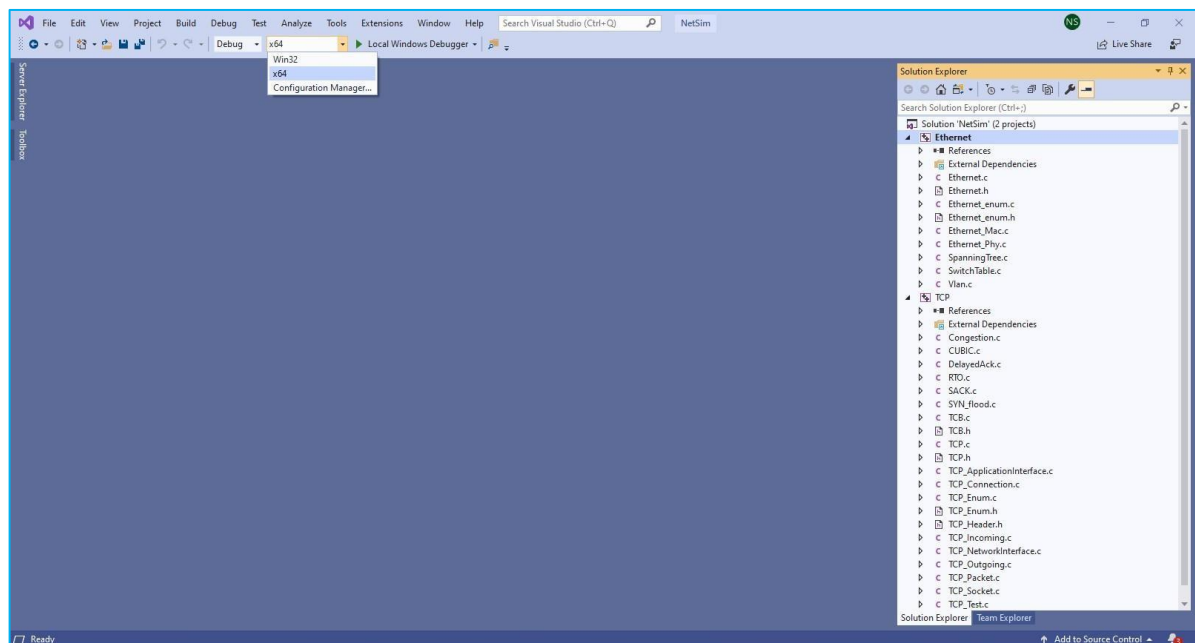 File Edit View Project Build Debug Test Analyze Tools Extensions Window Help Search Visual Studio (Ctrl+Q) NetSim NS
Debug x64 Local Windows Debugger Live Share
Win32
x64
Configuration Manager...
Server Explorer
Toolbox
Solution Explorer
Search Solution Explorer (Ctrl+;)
Solution 'NetSim' (2 projects)
Ethernet
References
External Dependencies
Ethernet.c
Ethernet.h
Ethernet_enum.c
Ethernet_enum.h
Ethernet_Mac.c
Ethernet_Phy.c
SpanningTree.c
SwitchTable.c
Vlan.c
TCP
References
External Dependencies
Congestion.c
CUBIC.c
DelayedAck.c
RTO.c
SACK.c
SYN_flood.c
TCB.c
TCB.h
TCP.c
TCP.h
TCP_ApplicationInterface.c
TCP_Connection.c
TCP_Enum.c
TCP_Enum.h
TCP_Header.h
TCP_Incoming.c
TCP_NetworkInterface.c
TCP_Outgoing.c
TCP_Packet.c
TCP_Socket.c
TCP_Test.c
Solution Explorer Team Explorer
Ready Add to Source Control